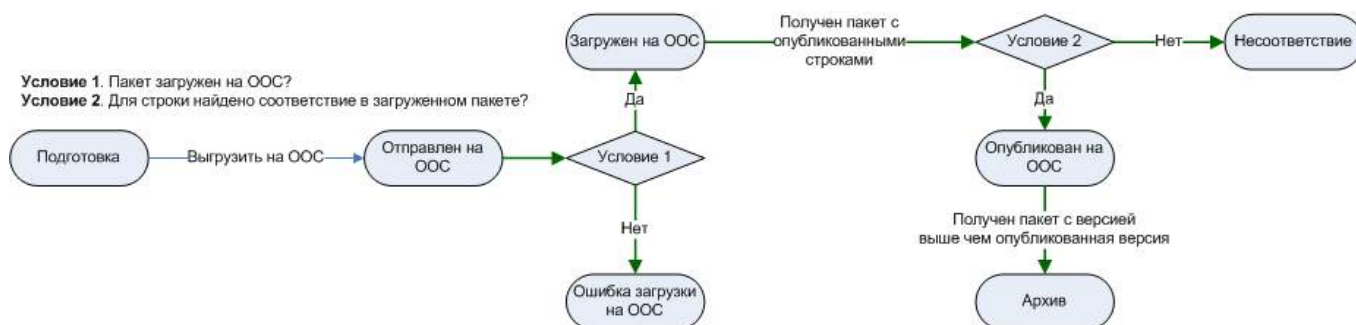 Условие 1. Пакет загружен на ООС?
Условие 2. Для строки найдено соответствие в загруженном пакете?
Подготовка
Выгрузить на ООС
Отправлен на
ООС
Условие 1
Да
Загружен на ООС
Нет
Ошибка загрузки
на ООС
Получен пакет с
опубликованными
строками
Условие 2
Нет
Несоответствие
Да
Опубликован на
ООС
Получен пакет с версией
выше чем опубликованная версия
Архив